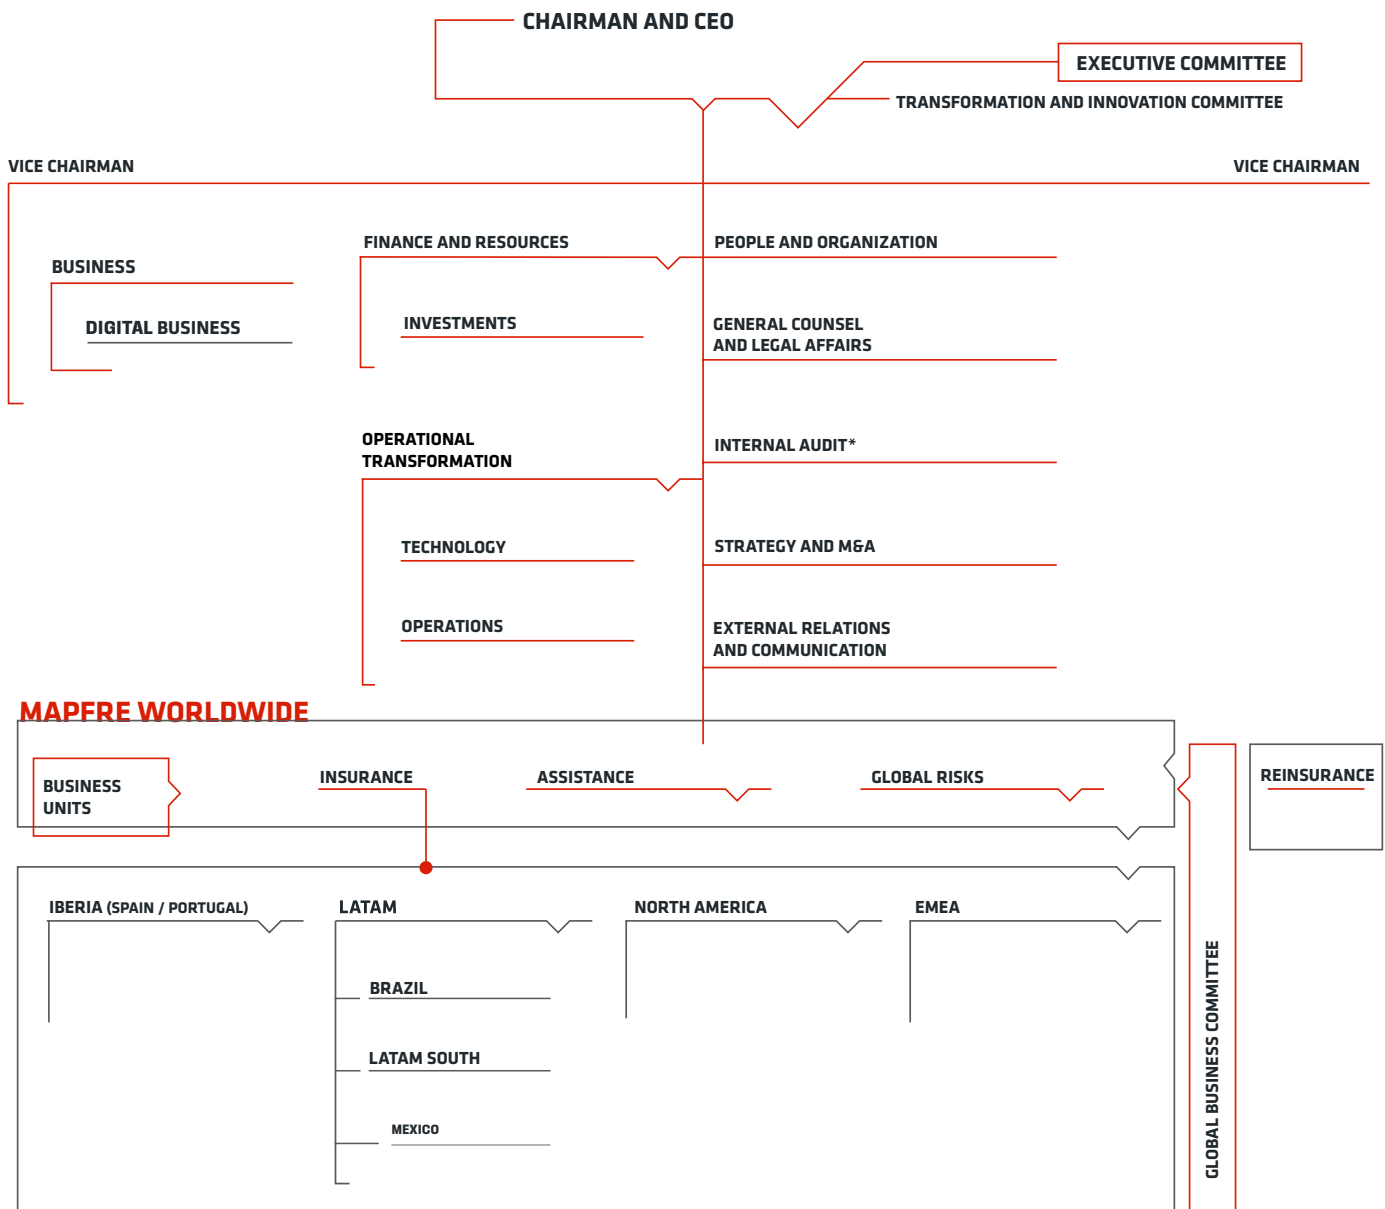 CHAIRMAN AND CEO
EXECUTIVE COMMITTEE
TRANSFORMATION AND INNOVATION COMMITTEE
VICE CHAIRMAN
VICE CHAIRMAN
BUSINESS
DIGITAL BUSINESS
FINANCE AND RESOURCES
INVESTMENTS
OPERATIONAL
TRANSFORMATION
TECHNOLOGY
OPERATIONS
PEOPLE AND ORGANIZATION
GENERAL COUNSEL
AND LEGAL AFFAIRS
INTERNAL AUDIT*
STRATEGY AND M&A
EXTERNAL RELATIONS
AND COMMUNICATION
MAPFRE WORLDWIDE
BUSINESS
UNITS
INSURANCE
ASSISTANCE
GLOBAL RISKS
REINSURANCE
IBERIA (SPAIN / PORTUGAL)
LATAM
BRAZIL
LATAM SOUTH
MEXICO
NORTH AMERICA
EMEA
GLOBAL BUSINESS COMMITTEE